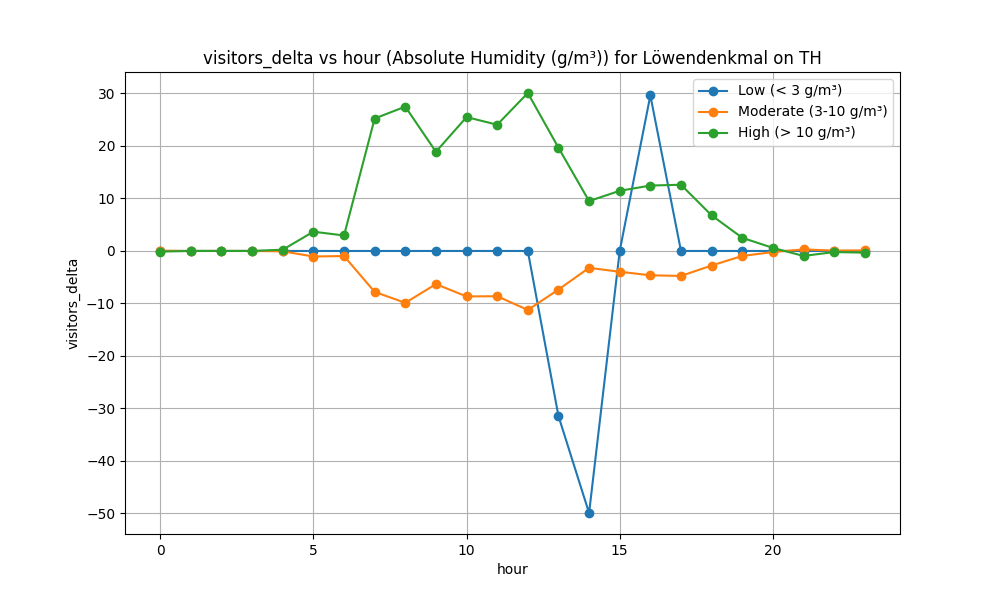 visitors_delta vs hour (Absolute Humidity (g/m³)) for Löwendenkmal on TH
Low (< 3 g/m³)
Moderate (3-10 g/m³)
High (> 10 g/m³)
visitors_delta
30
20
10
0
−10
−20
−30
−40
−50
0 5 10 15 20
hour